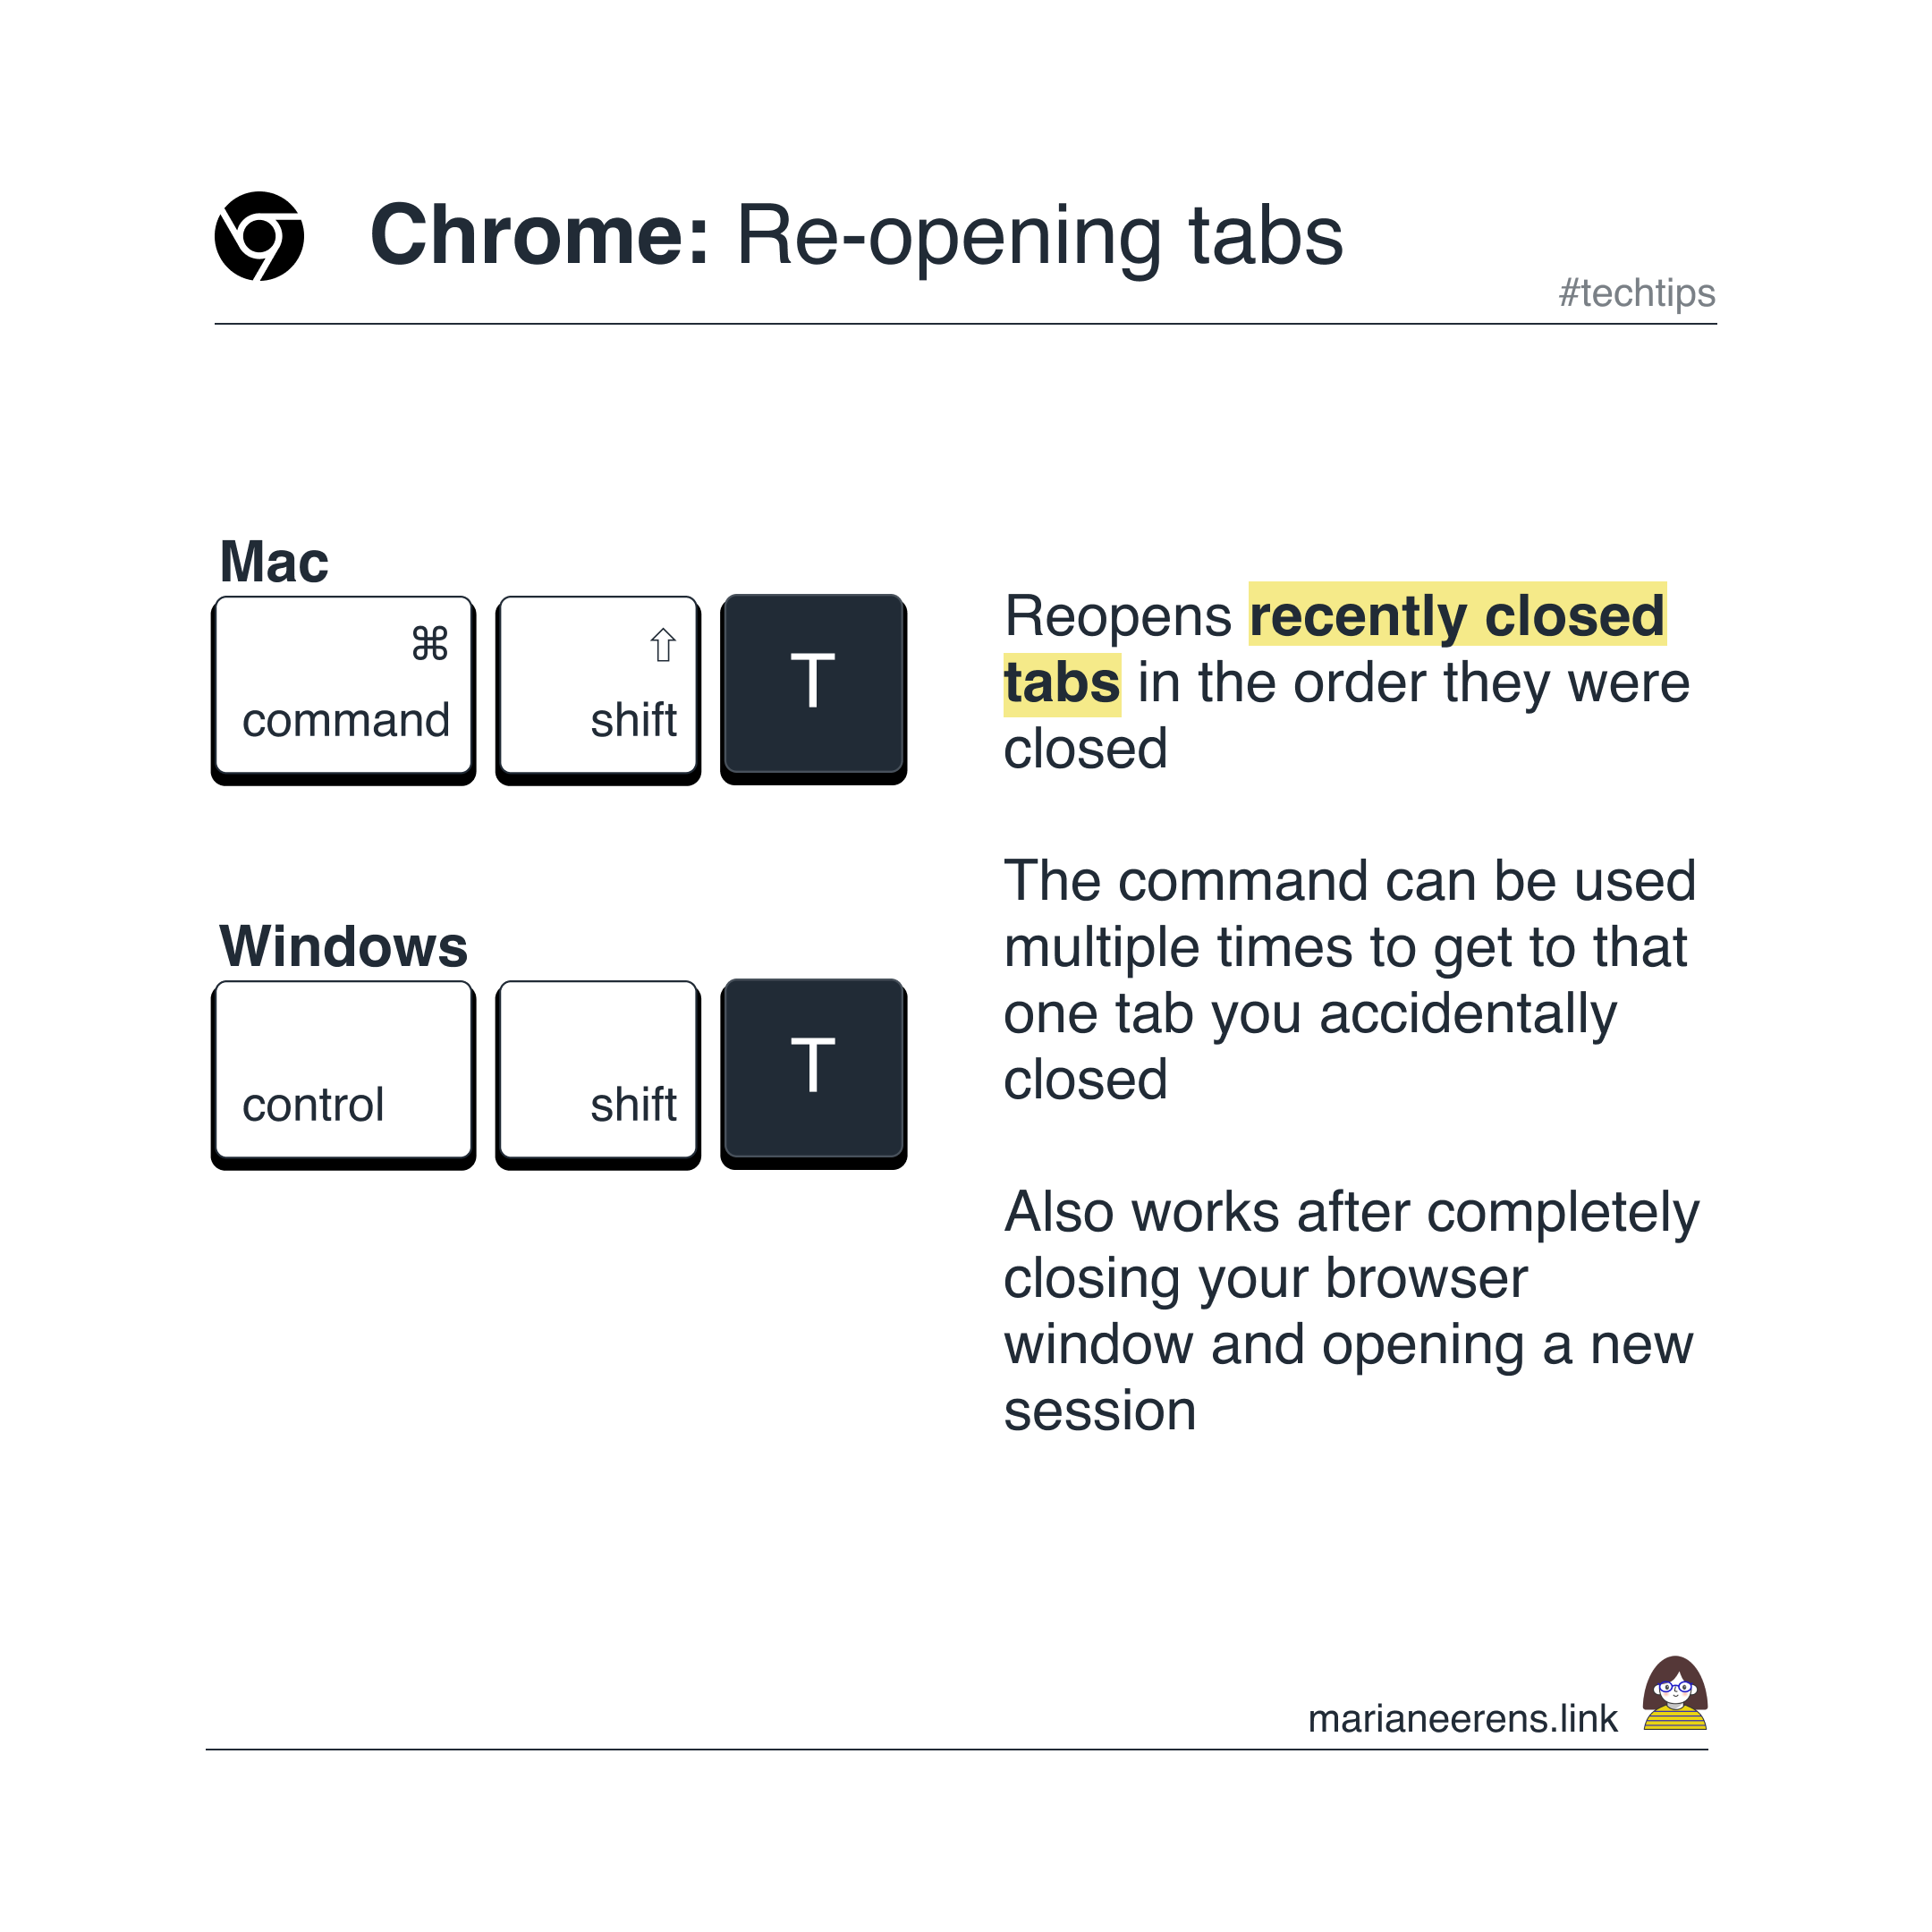 Chrome: Re-opening tabs
#techtips
Mac
⌘
command
⇧
shift
T
Windows
control
shift
T
Reopens recently closed
tabs in the order they were
closed
The command can be used
multiple times to get to that
one tab you accidentally
closed
Also works after completely
closing your browser
window and opening a new
session
marianeerens.link